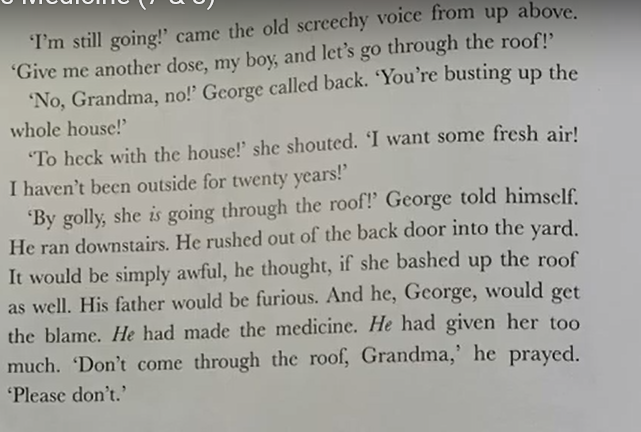 Medicine (7 & 8)
‘I’m still going!’ came the old screechy voice from up above.
‘Give me another dose, my boy, and let’s go through the roof!’
‘No, Grandma, no!’ George called back. ‘You’re busting up the
whole house!’
‘To heck with the house!’ she shouted. ‘I want some fresh air!
I haven’t been outside for twenty years!’
‘By golly, she is going through the roof!’ George told himself.
He ran downstairs. He rushed out of the back door into the yard.
It would be simply awful, he thought, if she bashed up the roof
as well. His father would be furious. And he, George, would get
the blame. He had made the medicine. He had given her too
much. ‘Don’t come through the roof, Grandma,’ he prayed.
‘Please don’t.’